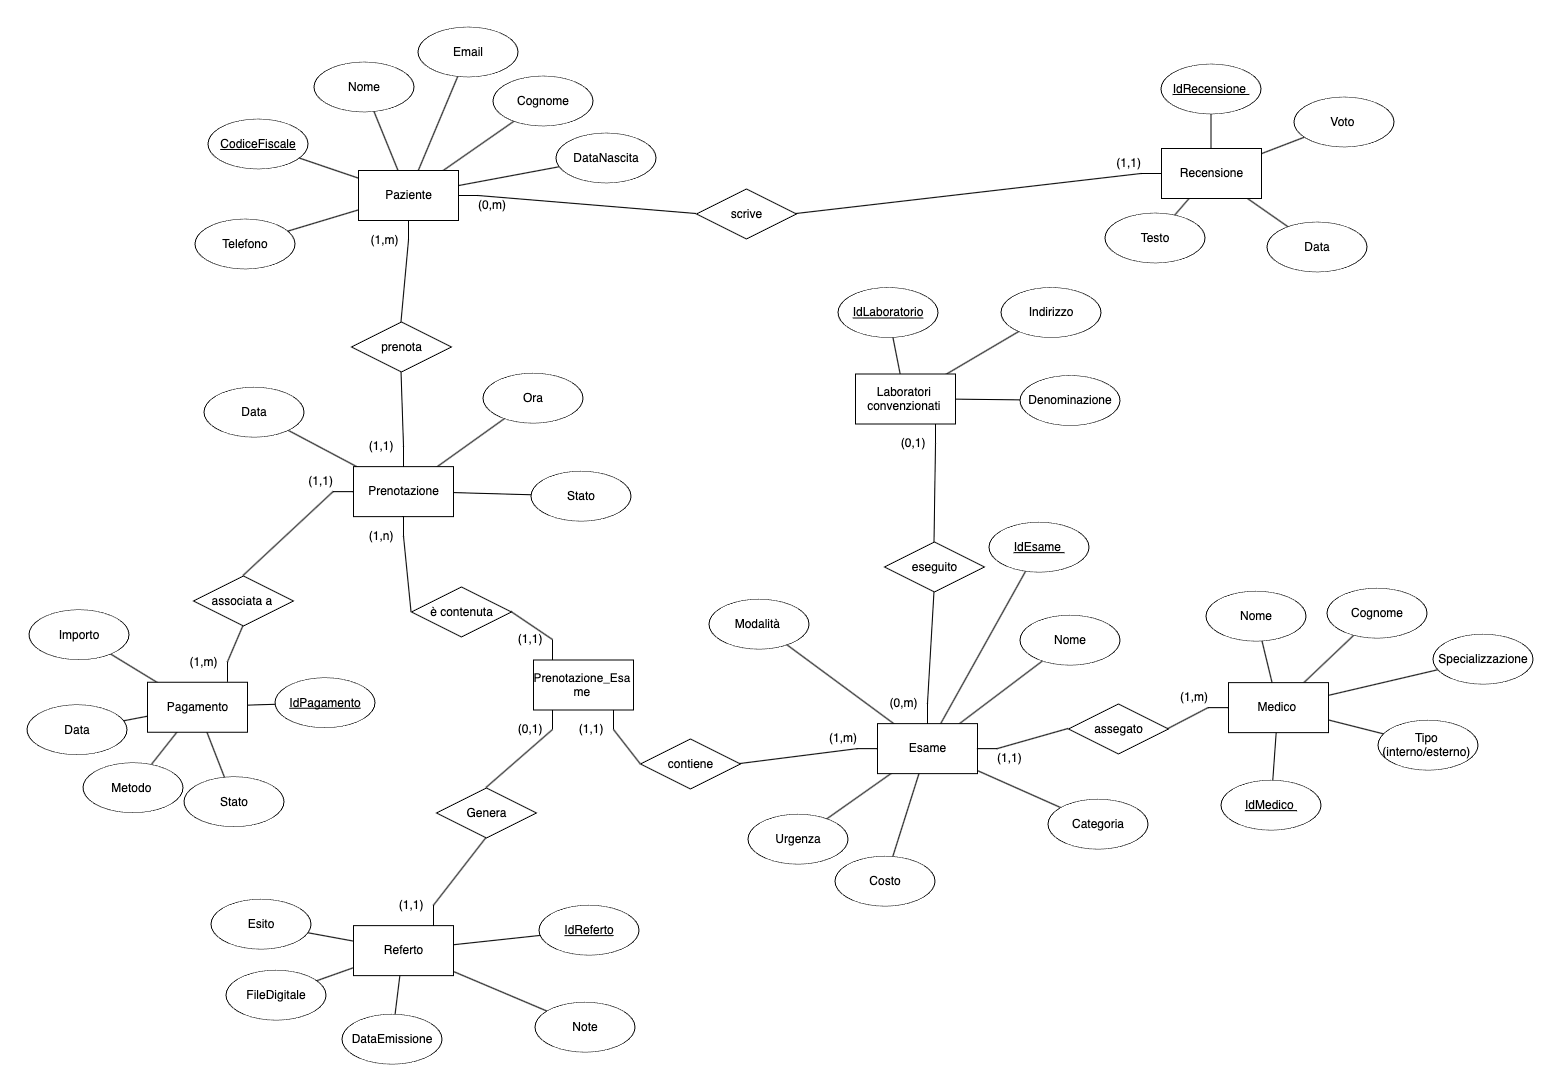 Email
Nome
Cognome
IdRecensione
Voto
CodiceFiscale
DataNascita
(1,1)
Recensione
Paziente
(0,m)
scrive
Telefono
(1,m)
Testo
Data
IdLaboratorio
Indirizzo
prenota
Laboratori
convenzionati
Denominazione
Data
Ora
(1,1)
(0,1)
(1,1)
Prenotazione
Stato
(1,n)
IdEsame
eseguito
associata a
è contenuta
Modalità
Nome
Cognome
Importo
(1,1)
Nome
Specializzazione
(1,m)
Prenotazione_Esa
me
IdPagamento
Pagamento
(0,m)
(1,m)
Medico
Data
(0,1)
(1,1)
(1,m)
Esame
assegato
(1,1)
Tipo
(interno/esterno)
contiene
Metodo
Stato
Genera
Urgenza
Categoria
IdMedico
Costo
(1,1)
Esito
IdReferto
Referto
FileDigitale
Note
DataEmissione